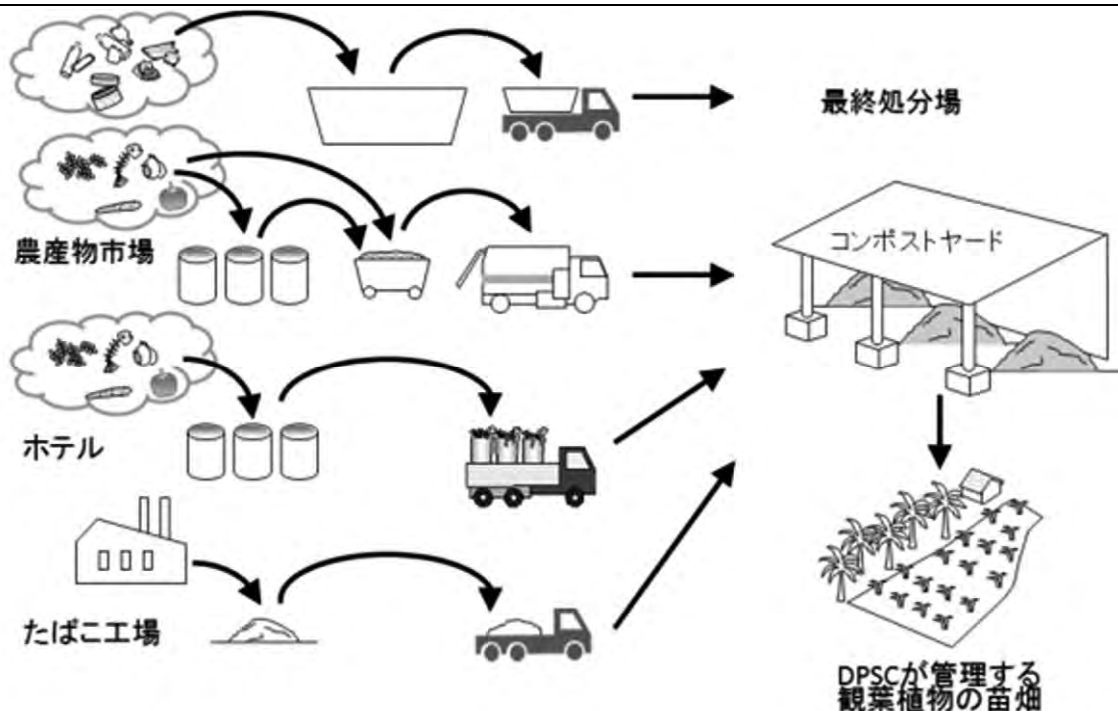 最終処分場
農産物市場
コンポストヤード
ホテル
たばこ工場
DPSCが管理する
観葉植物の苗畑